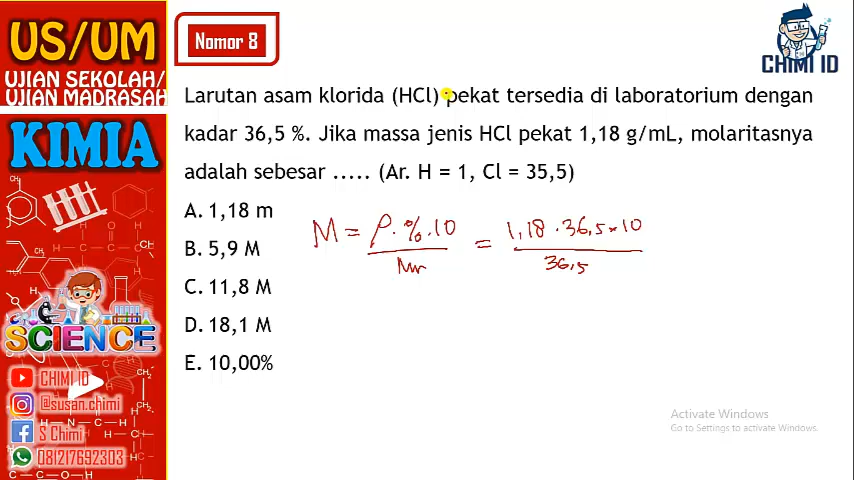 US/UM
UJIAN SEKOLAH/
UJIAN MADRASAH
KIMIA
SCIENCE
CHIMI ID
@susan.chimi
S Chimi
081217692303
Nomor 8
CHIMI ID
Larutan asam klorida (HCl) pekat tersedia di laboratorium dengan
kadar 36,5 %. Jika massa jenis HCl pekat 1,18 g/mL, molaritasnya
adalah sebesar ..... (Ar. H = 1, Cl = 35,5)
A. 1,18 m
B. 5,9 M
C. 11,8 M
D. 18,1 M
E. 10,00%
M = ρ . % . 10 = 1,18 . 36,5 × 10
Mr 36,5
Activate Windows
Go to Settings to activate Windows.